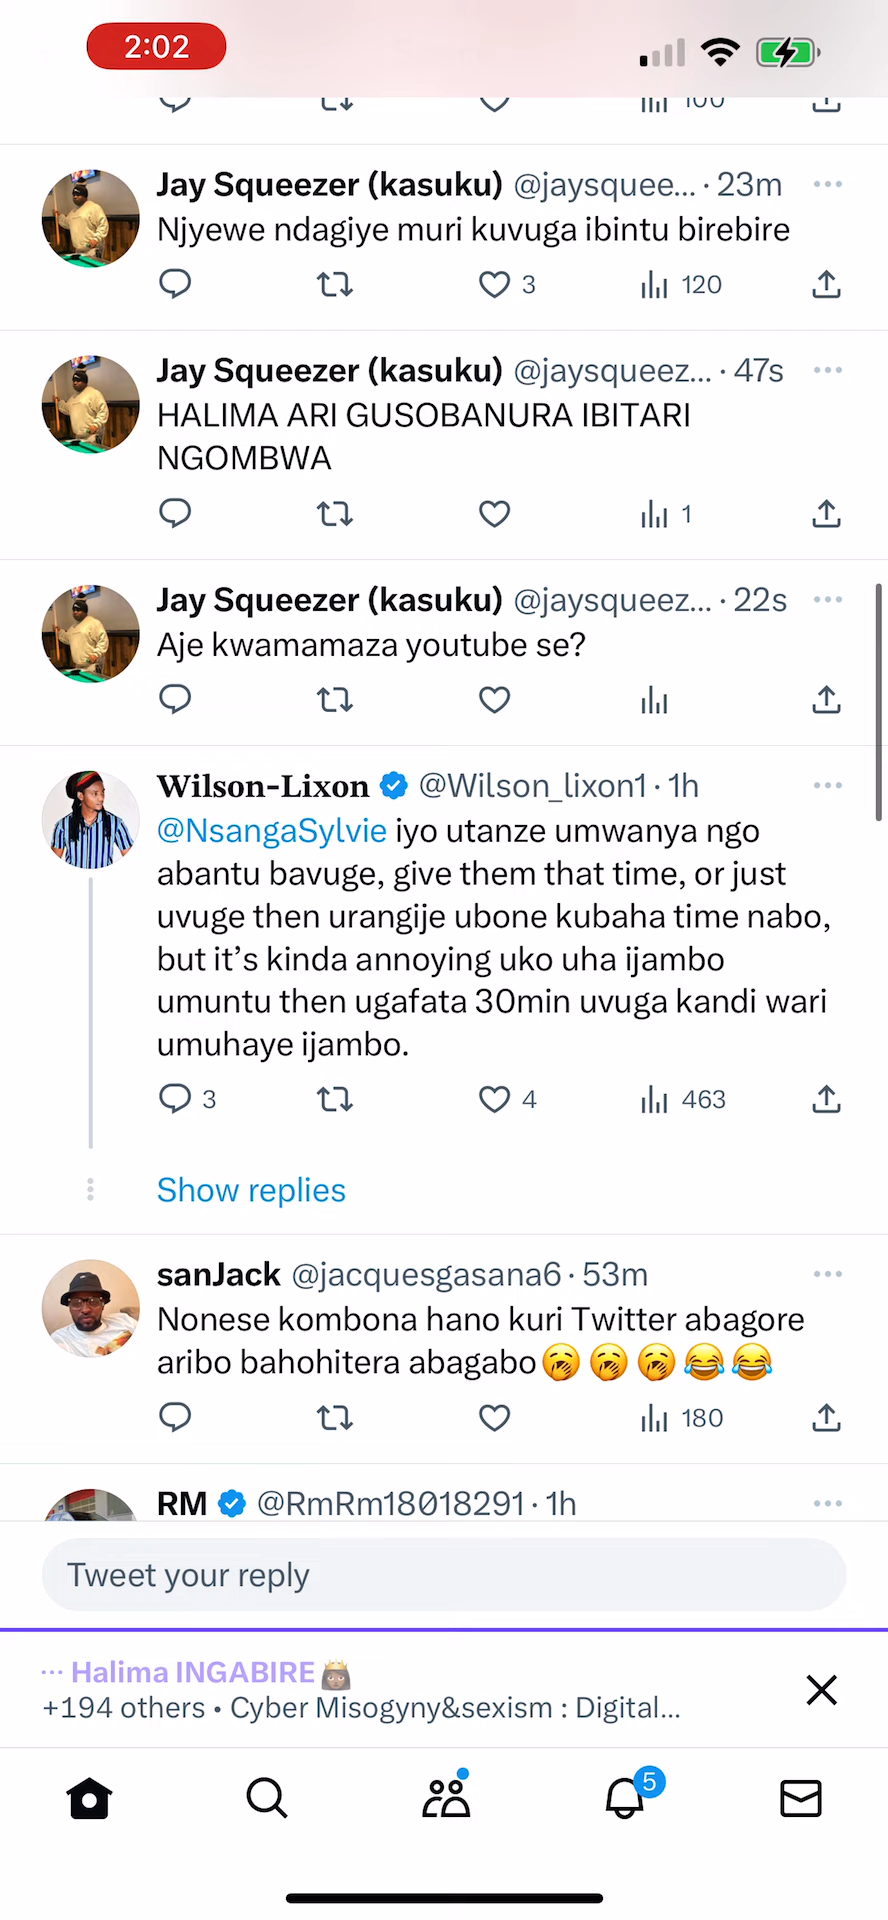 2:02
100
Jay Squeezer (kasuku) @jaysquee... · 23m
Njyewe ndagiye muri kuvuga ibintu birebire
3 120
Jay Squeezer (kasuku) @jaysqueez... · 47s
HALIMA ARI GUSOBANURA IBITARI
NGOMBWA
1
Jay Squeezer (kasuku) @jaysqueez... · 22s
Aje kwamamaza youtube se?
Wilson-Lixon @Wilson_lixon1 · 1h
@NsangaSylvie iyo utanze umwanya ngo
abantu bavuge, give them that time, or just
uvuge then urangije ubone kubaha time nabo,
but it’s kinda annoying uko uha ijambo
umuntu then ugafata 30min uvuga kandi wari
umuhaye ijambo.
3 4 463
Show replies
sanJack @jacquesgasana6 · 53m
Nonese kombona hano kuri Twitter abagore
aribo bahohitera abagabo🥱🥱🥱😂😂
180
RM @RmRm18018291 · 1h
Tweet your reply
··· Halima INGABIRE👸🏾
+194 others • Cyber Misogyny&sexism : Digital...
5